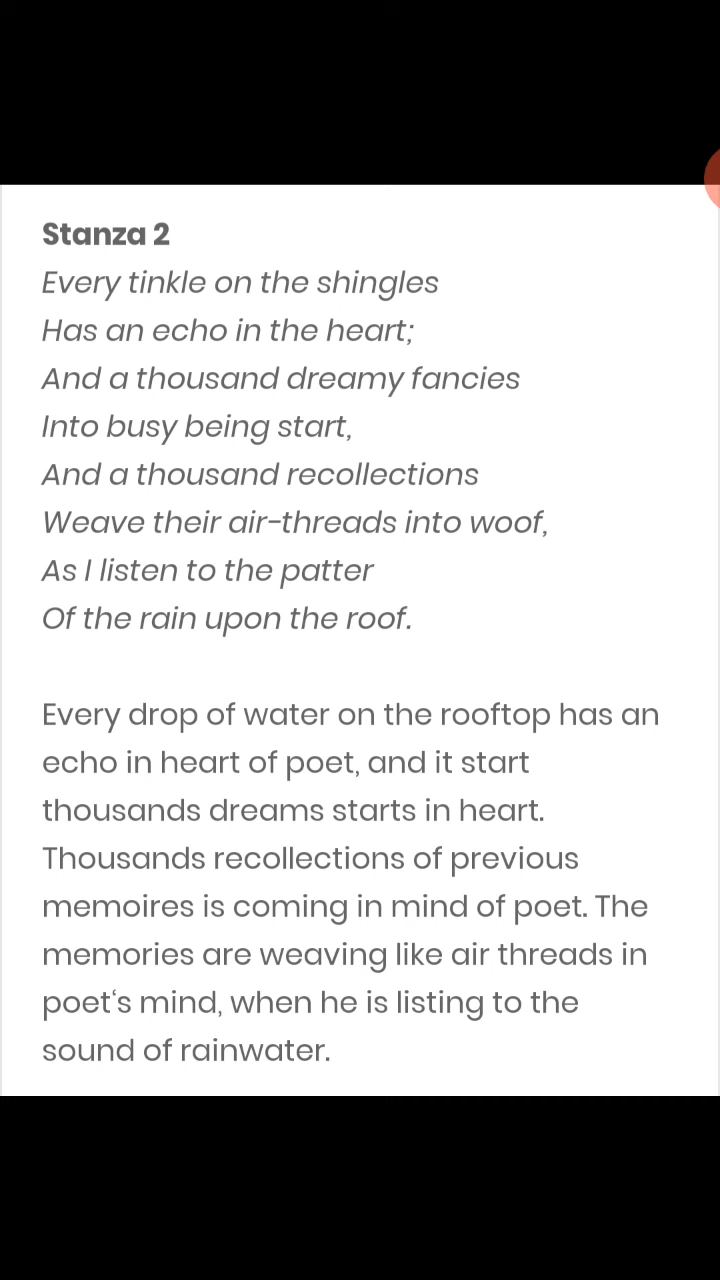 Stanza 2
Every tinkle on the shingles
Has an echo in the heart;
And a thousand dreamy fancies
Into busy being start,
And a thousand recollections
Weave their air-threads into woof,
As I listen to the patter
Of the rain upon the roof.
Every drop of water on the rooftop has an
echo in heart of poet, and it start
thousands dreams starts in heart.
Thousands recollections of previous
memoires is coming in mind of poet. The
memories are weaving like air threads in
poet‘s mind, when he is listing to the
sound of rainwater.